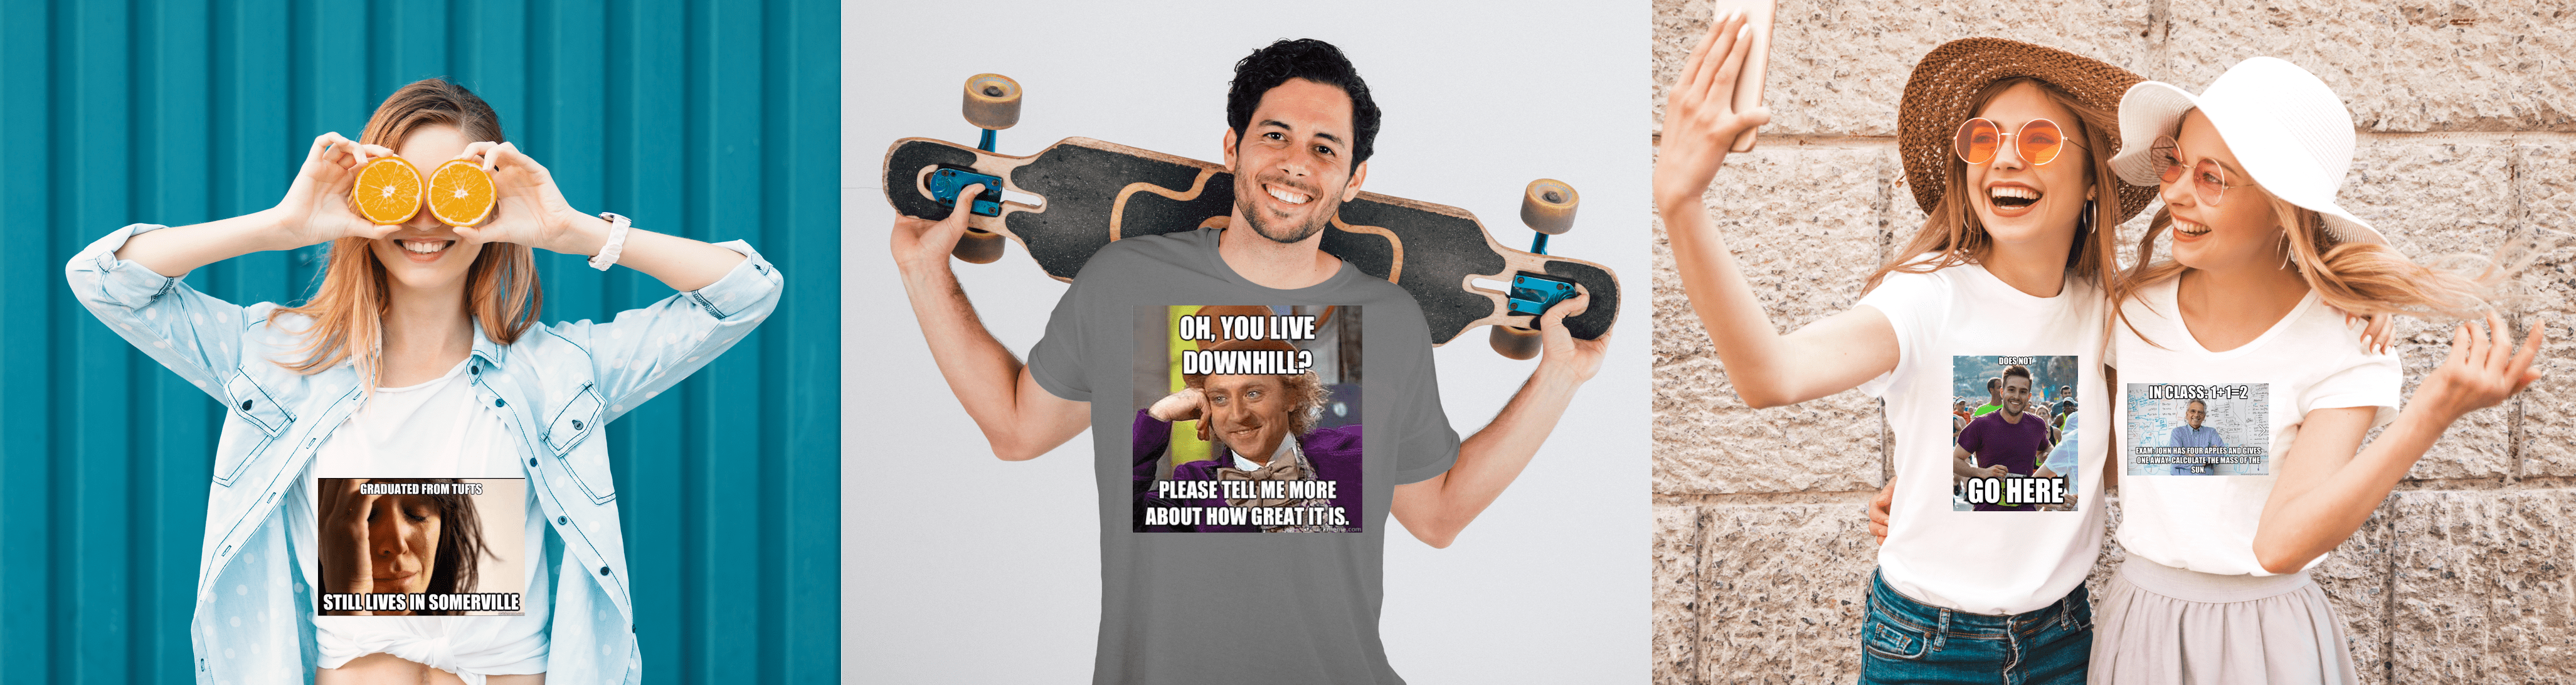 GRADUATED FROM TUFTS
STILL LIVES IN SOMERVILLE
OH, YOU LIVE
DOWNHILL?
PLEASE TELL ME MORE
ABOUT HOW GREAT IT IS.
DOES NOT
GO HERE
IN CLASS: 1+1=2
EXAM: JOHN HAS FOUR APPLES AND GIVES
ONE AWAY. CALCULATE THE MASS OF THE
SUN.